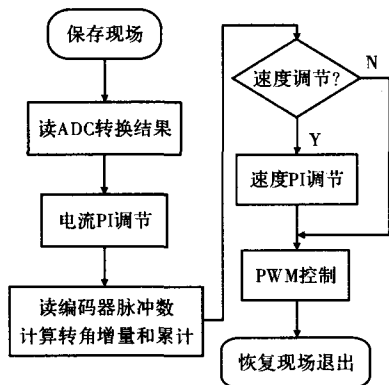 保存现场
读ADC转换结果
电流PI调节
读编码器脉冲数
计算转角增量和累计
速度调节?
N
Y
速度PI调节
PWM控制
恢复现场退出